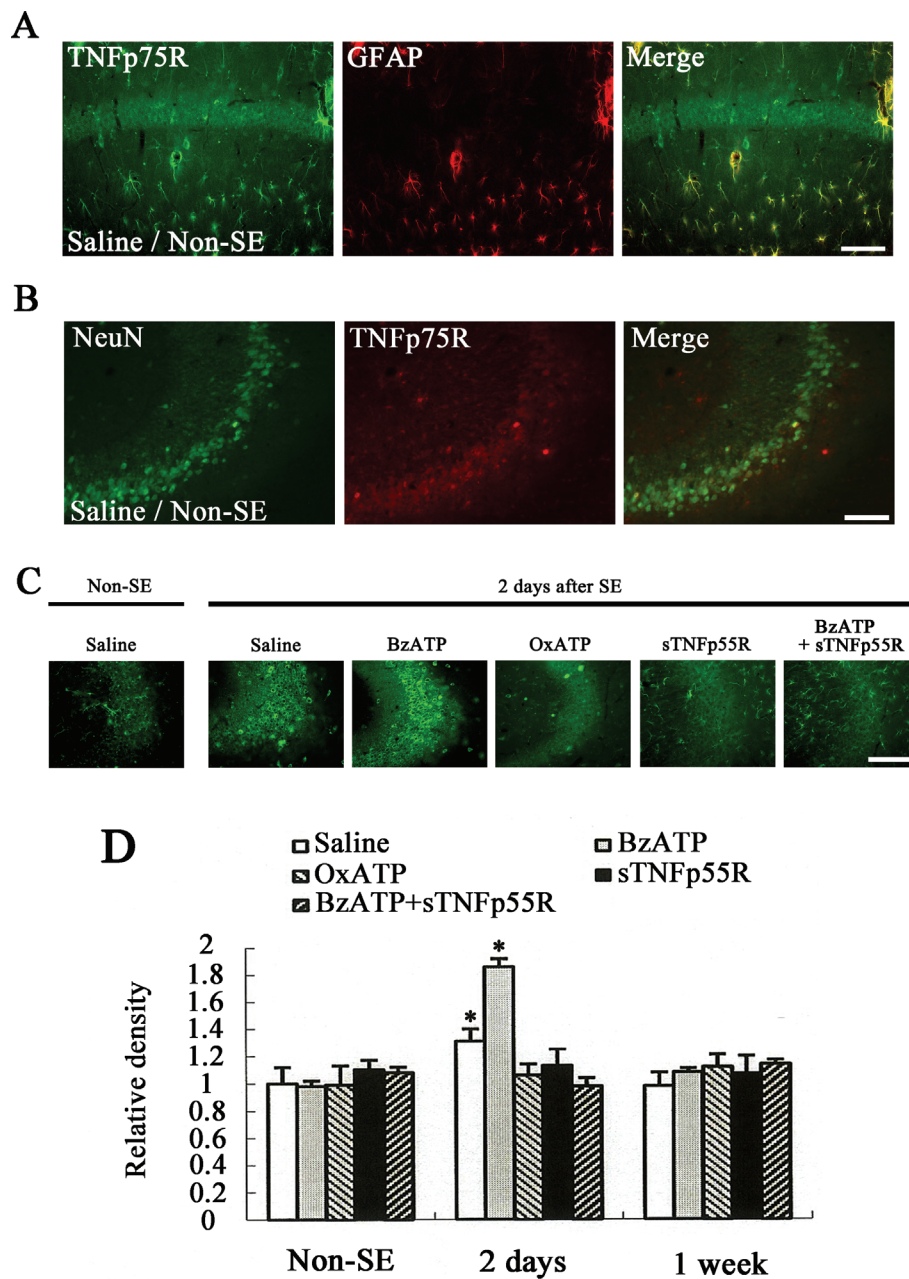 A
TNFp75R GFAP Merge
Saline / Non-SE
B
NeuN TNFp75R Merge
Saline / Non-SE
C
Non-SE 2 days after SE
Saline Saline BzATP OxATP sTNFp55R BzATP
+ sTNFp55R
D
Saline BzATP
OxATP sTNFp55R
BzATP+sTNFp55R
Relative density
2
1.8
1.6
1.4
1.2
1
0.8
0.6
0.4
0.2
0
* *
Non-SE 2 days 1 week